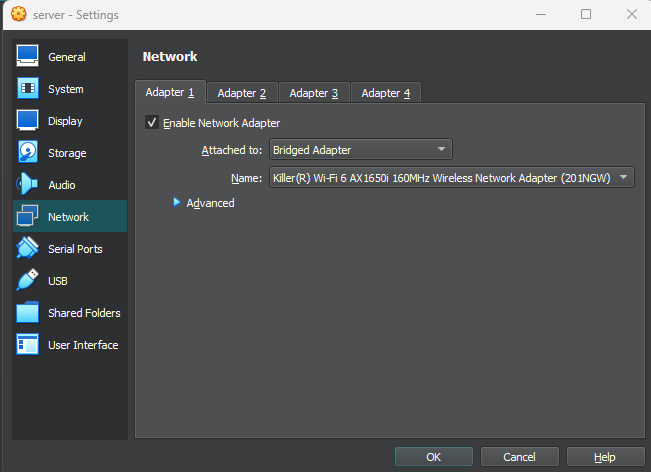 server - Settings
General
System
Display
Storage
Audio
Network
Serial Ports
USB
Shared Folders
User Interface
Network
Adapter 1 Adapter 2 Adapter 3 Adapter 4
Enable Network Adapter
Attached to: Bridged Adapter
Name: Killer(R) Wi-Fi 6 AX1650i 160MHz Wireless Network Adapter (201NGW)
Advanced
OK Cancel Help